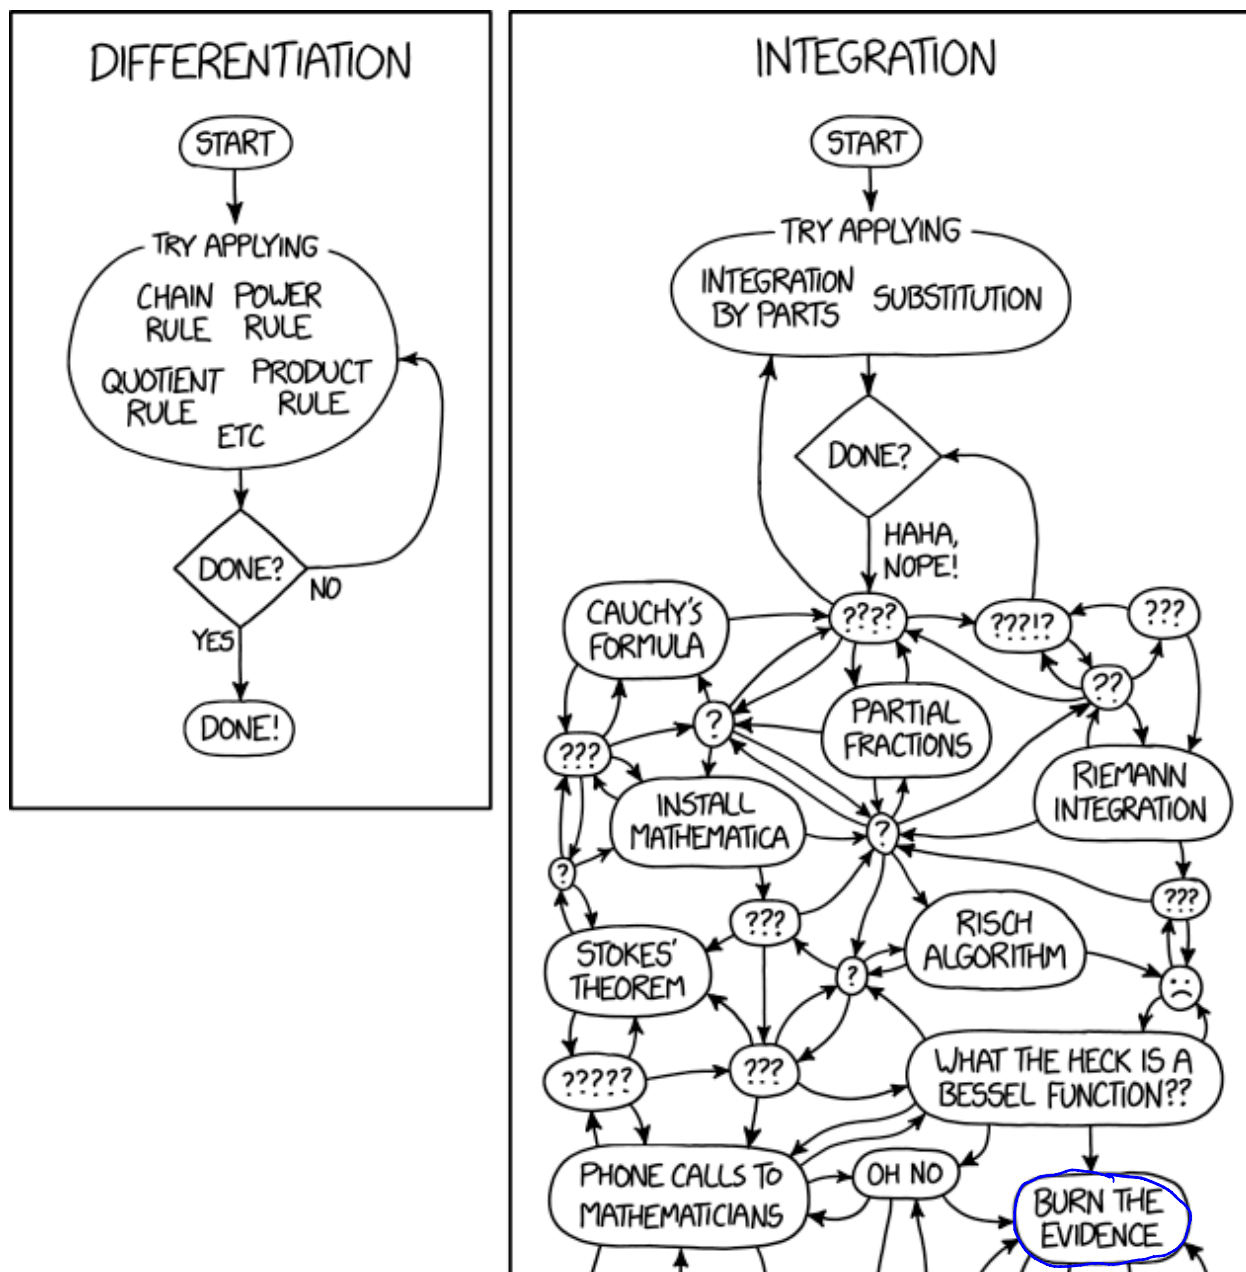 DIFFERENTIATION
START
TRY APPLYING
CHAIN
RULE
POWER
RULE
QUOTIENT
RULE
PRODUCT
RULE
ETC
DONE?
NO
YES
DONE!
INTEGRATION
START
TRY APPLYING
INTEGRATION
BY PARTS
SUBSTITUTION
DONE?
HAHA,
NOPE!
CAUCHY'S
FORMULA
????
???!?
???
??
?
PARTIAL
FRACTIONS
???
RIEMANN
INTEGRATION
INSTALL
MATHEMATICA
?
?
???
RISCH
ALGORITHM
???
STOKES'
THEOREM
?
?????
???
WHAT THE HECK IS A
BESSEL FUNCTION??
PHONE CALLS TO
MATHEMATICIANS
OH NO
BURN THE
EVIDENCE